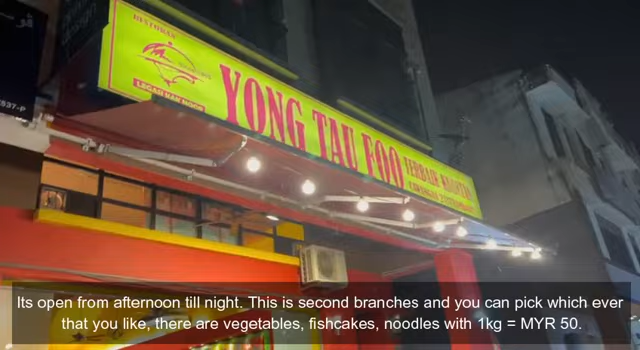 RESTORAN
YONG TAU FOO
TERBAIK
Its open from afternoon till night. This is second branches and you can pick which ever
that you like, there are vegetables, fishcakes, noodles with 1kg = MYR 50.